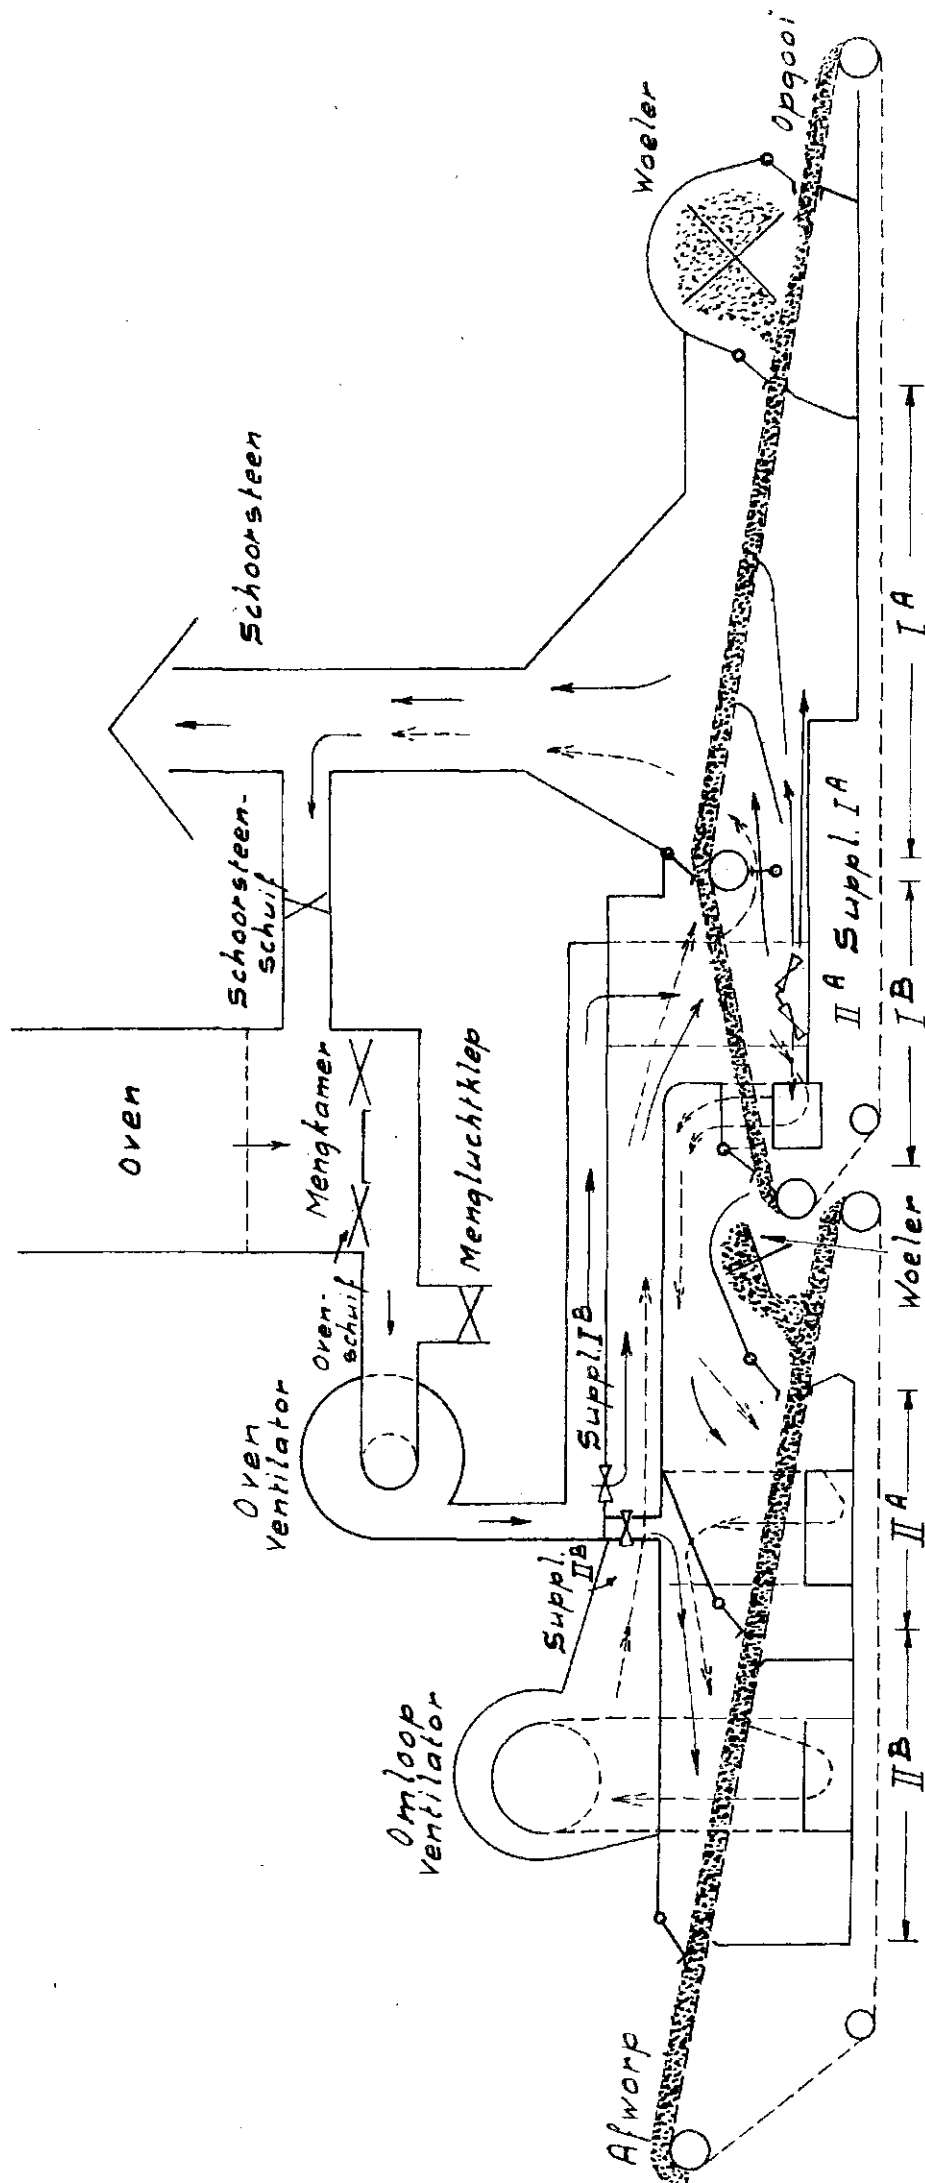 Oven
Schoorsteen
Schoorsteen-
schuif
Mengkamer
Oven-
schuif
Mengluchtklep
Oven
Ventilator
Omloop
Ventilator
Suppl.
II B
Suppl. I B
Woeler
Opgooi
Afworp
Woeler
II A Suppl. I A
II B
II A
I B
I A